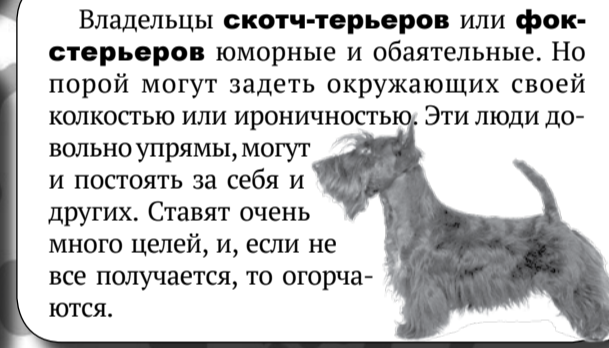 Владельцы скотч-терьеров или фок-
стерьеров юморные и обаятельные. Но
порой могут задеть окружающих своей
колкостью или ироничностью. Эти люди до-
вольно упрямы, могут
и постоять за себя и
других. Ставят очень
много целей, и, если не
все получается, то огорча-
ются.